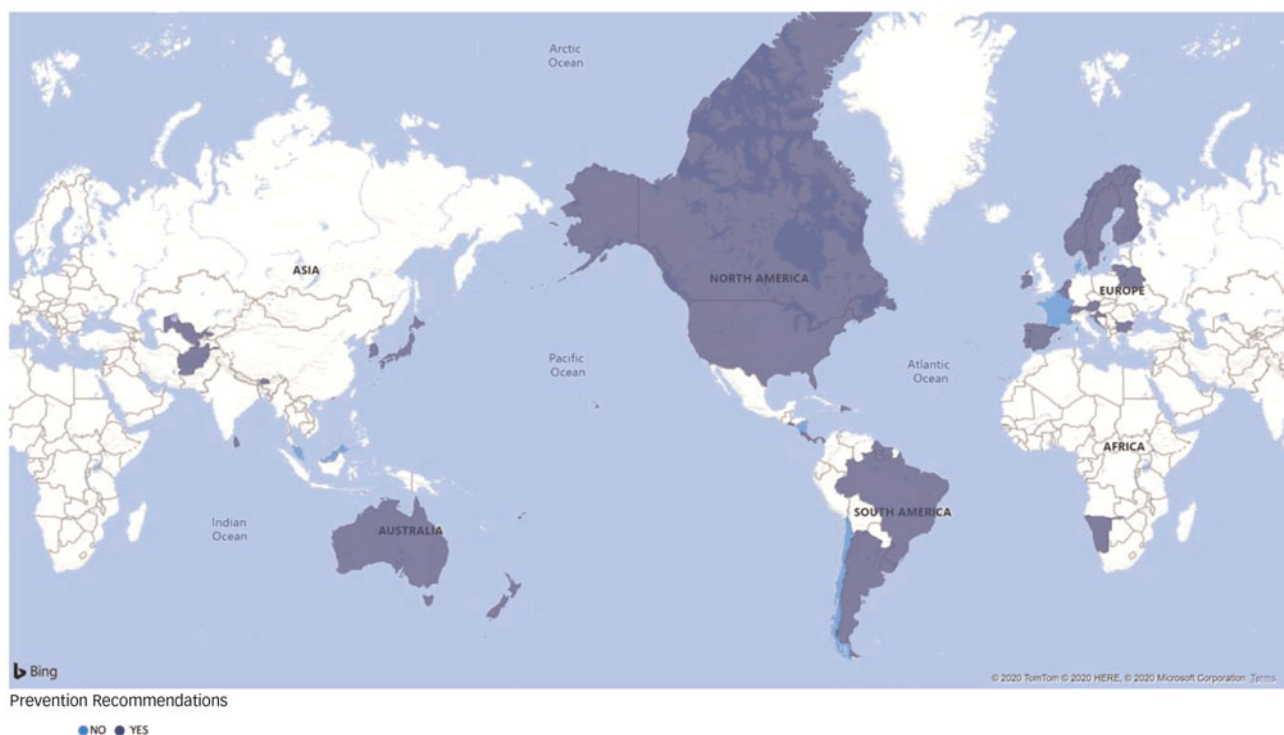 Arctic
Ocean
ASIA
NORTH AMERICA
EUROPE
Pacific
Ocean
Atlantic
Ocean
AFRICA
Indian
Ocean
AUSTRALIA
SOUTH AMERICA
Bing
© 2020 TomTom © 2020 HERE, © 2020 Microsoft Corporation Terms
Prevention Recommendations
NO YES